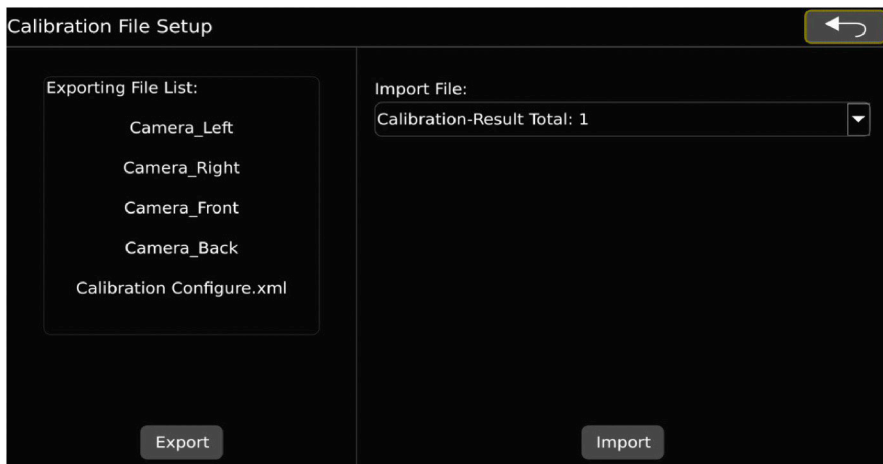 Calibration File Setup
Exporting File List:
Camera_Left
Camera_Right
Camera_Front
Camera_Back
Calibration Configure.xml
Export
Import File:
Calibration-Result Total: 1
Import